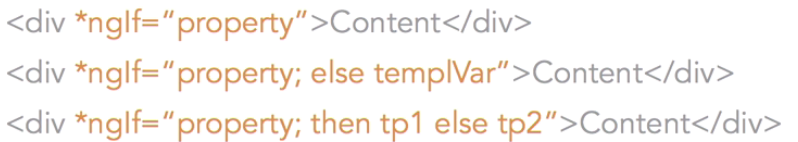 <div *ngIf=“property”>Content</div>
<div *ngIf=“property; else templVar”>Content</div>
<div *ngIf=“property; then tp1 else tp2”>Content</div>